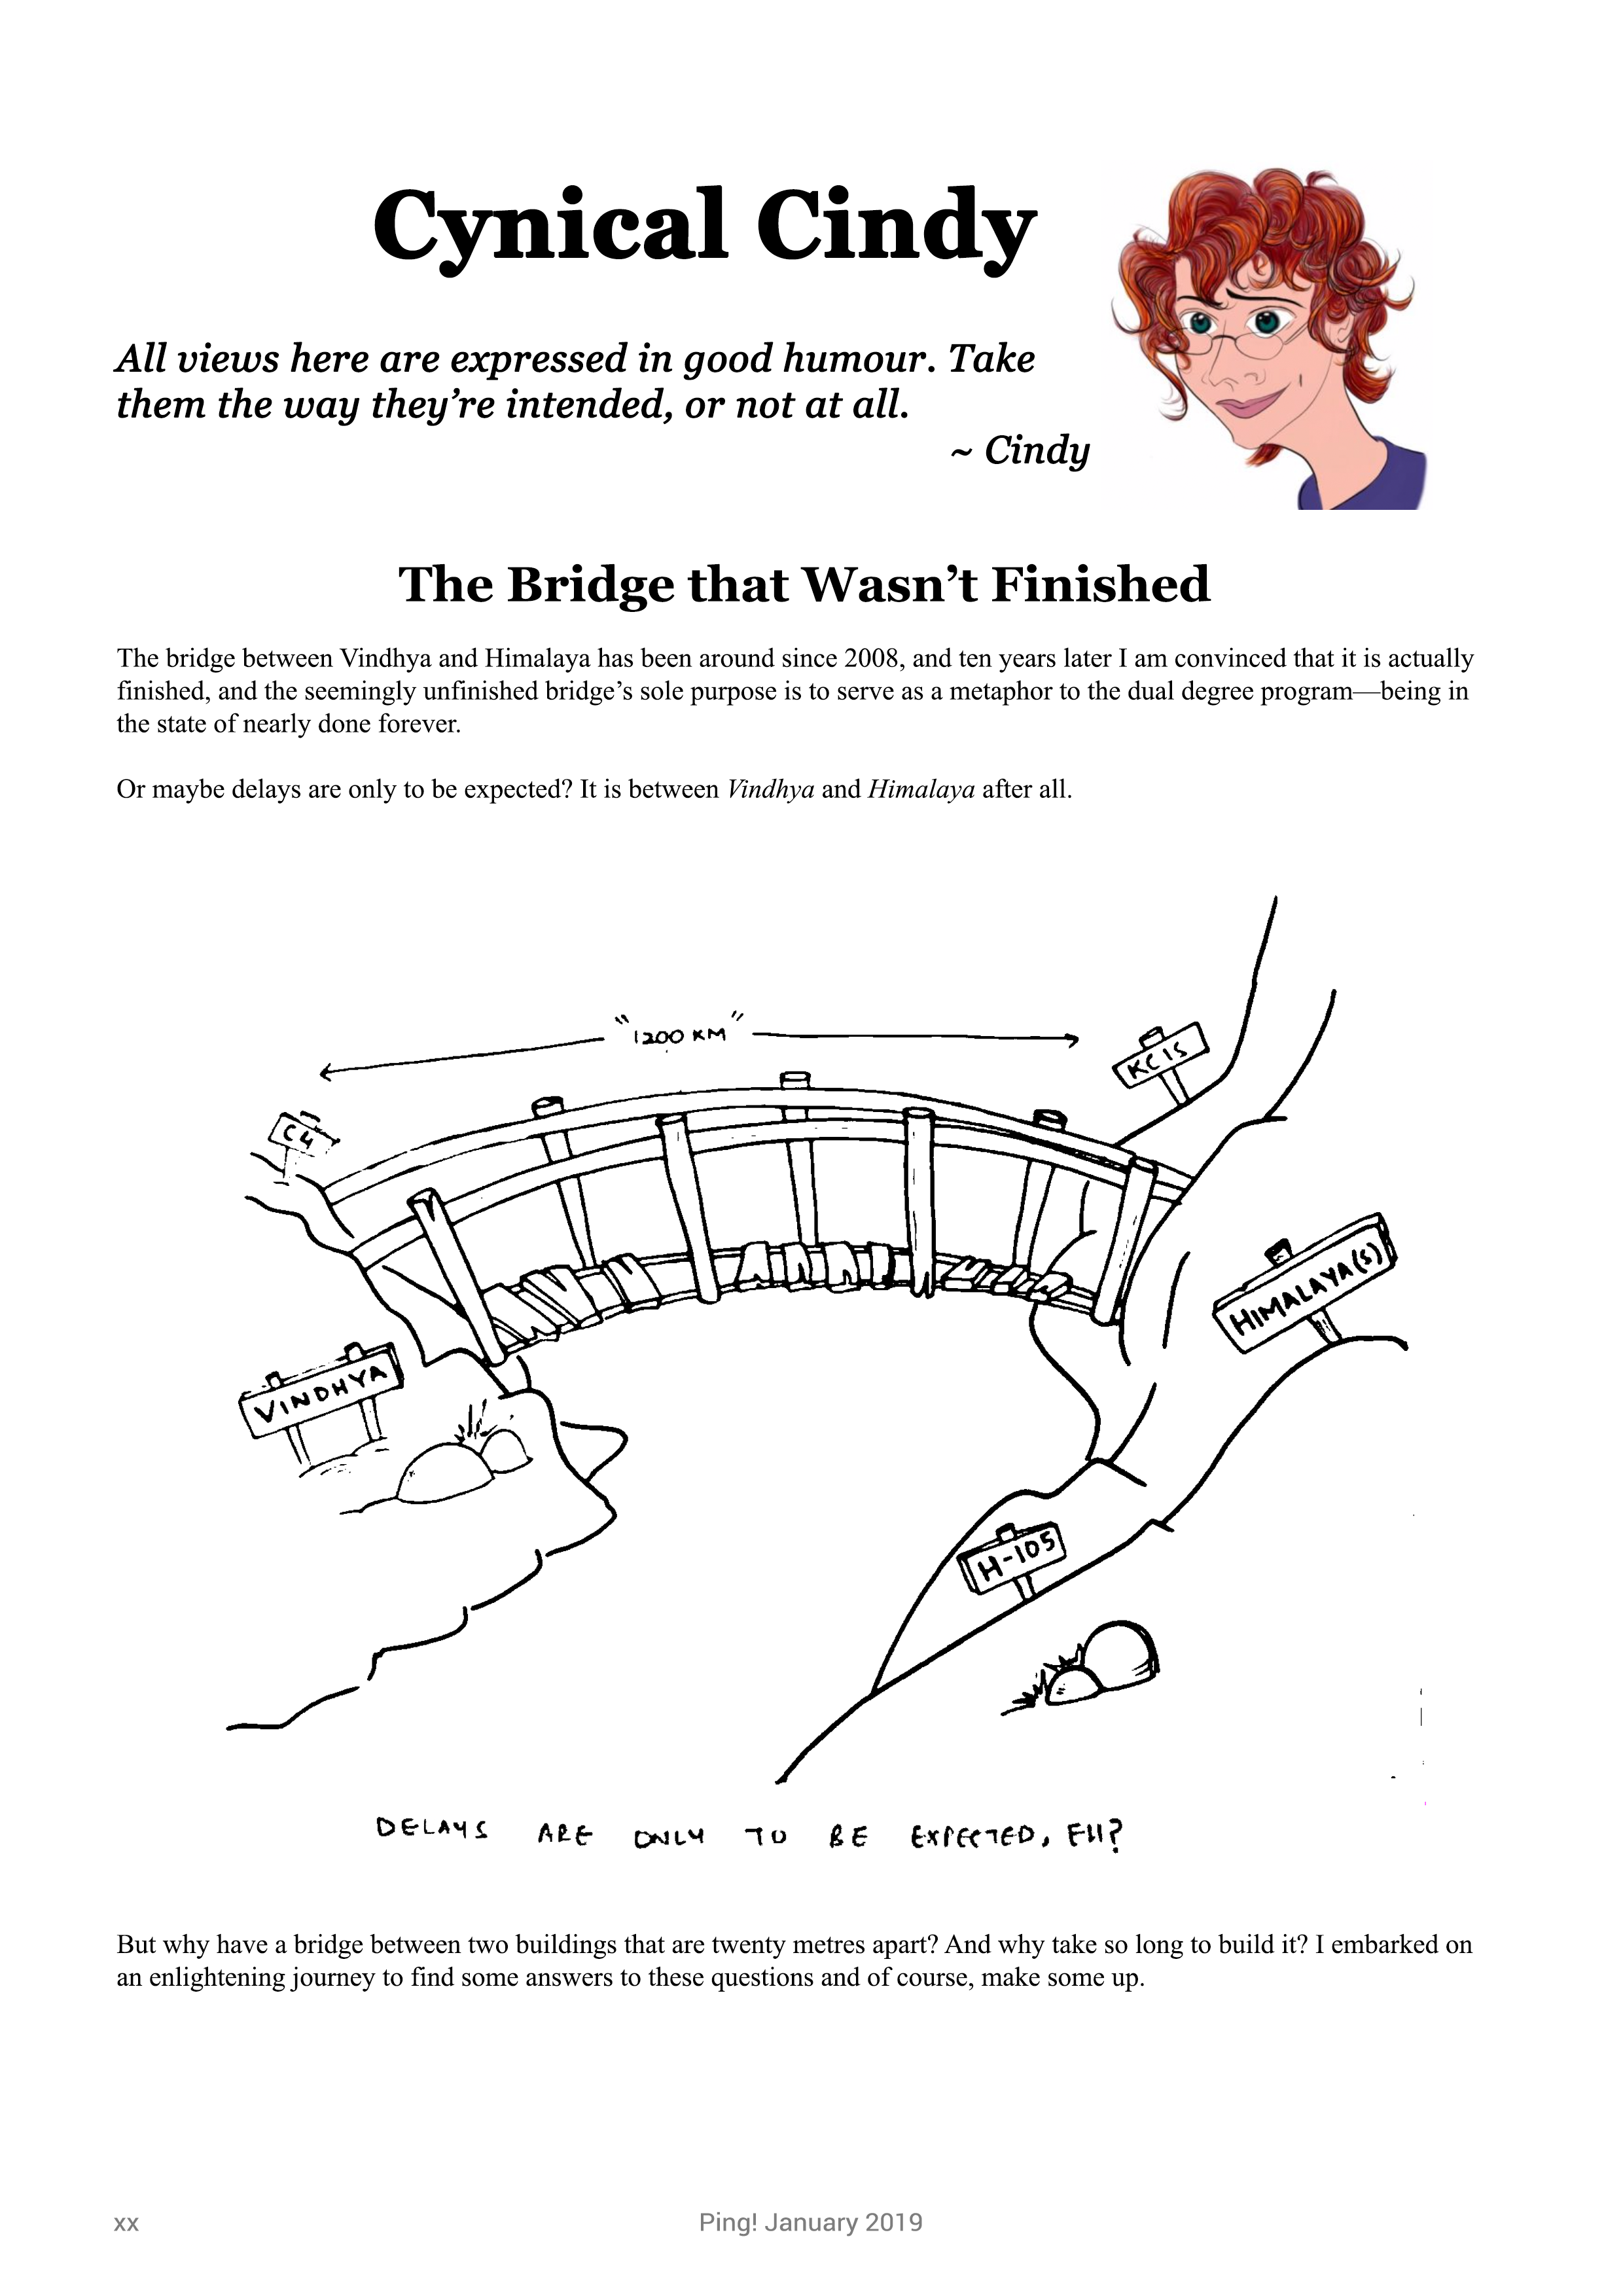 Cynical Cindy
All views here are expressed in good humour. Take
them the way they’re intended, or not at all.
~ Cindy
The Bridge that Wasn’t Finished
The bridge between Vindhya and Himalaya has been around since 2008, and ten years later I am convinced that it is actually
finished, and the seemingly unfinished bridge’s sole purpose is to serve as a metaphor to the dual degree program—being in
the state of nearly done forever.
Or maybe delays are only to be expected? It is between Vindhya and Himalaya after all.
"1200 KM"
KCIS
C4
HIMALAYA(S)
VINDHYA
H-105
DELAYS ARE ONLY TO BE EXPECTED, EH?
But why have a bridge between two buildings that are twenty metres apart? And why take so long to build it? I embarked on
an enlightening journey to find some answers to these questions and of course, make some up.
xx
Ping! January 2019